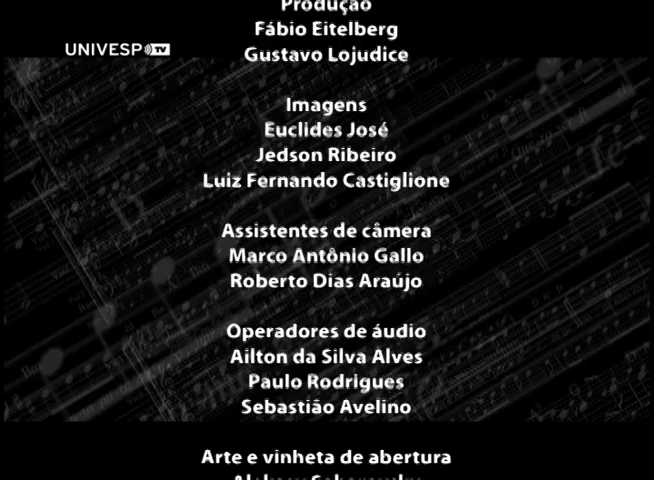 Produção
Fábio Eitelberg
UNIVESP TV
Gustavo Lojudice
Imagens
Euclides José
Jedson Ribeiro
Luiz Fernando Castiglione
Assistentes de câmera
Marco Antônio Gallo
Roberto Dias Araújo
Operadores de áudio
Ailton da Silva Alves
Paulo Rodrigues
Sebastião Avelino
Arte e vinheta de abertura